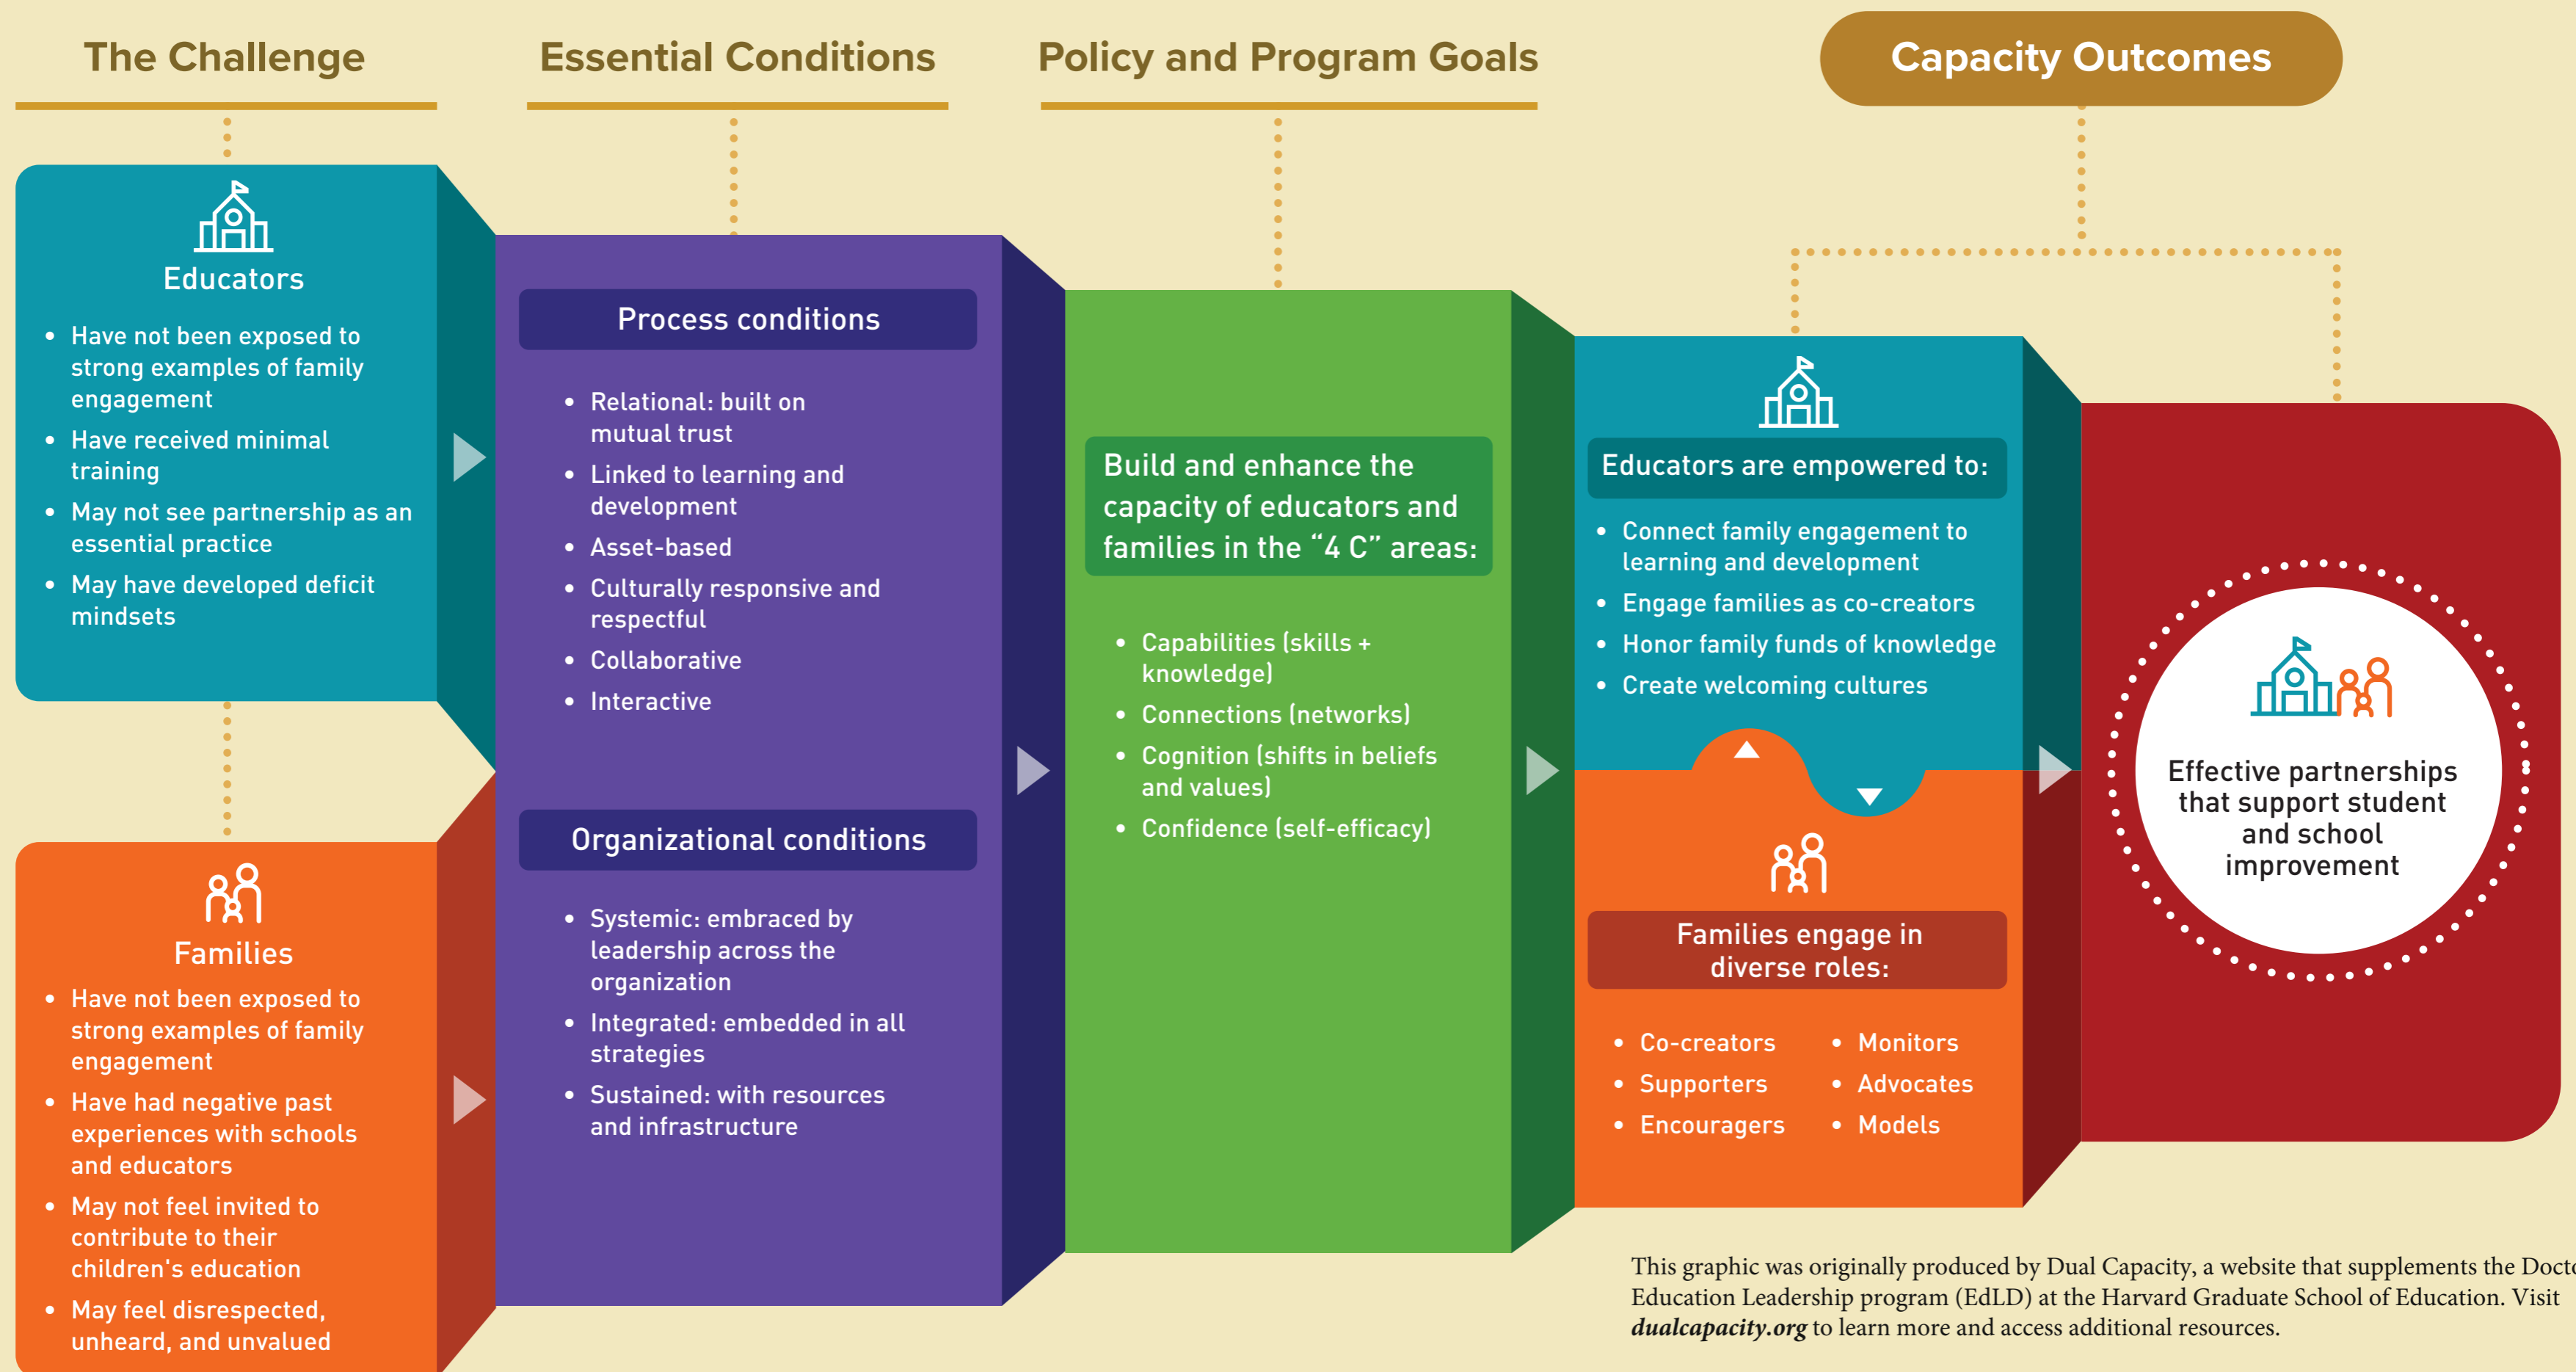 The Challenge
Educators
• Have not been exposed to
strong examples of family
engagement
• Have received minimal
training
• May not see partnership as an
essential practice
• May have developed deficit
mindsets
Families
• Have not been exposed to
strong examples of family
engagement
• Have had negative past
experiences with schools
and educators
• May not feel invited to
contribute to their
children's education
• May feel disrespected,
unheard, and unvalued
Essential Conditions
Process conditions
• Relational: built on
mutual trust
• Linked to learning and
development
• Asset-based
• Culturally responsive and
respectful
• Collaborative
• Interactive
Organizational conditions
• Systemic: embraced by
leadership across the
organization
• Integrated: embedded in all
strategies
• Sustained: with resources
and infrastructure
Policy and Program Goals
Build and enhance the
capacity of educators and
families in the “4 C” areas:
• Capabilities (skills +
knowledge)
• Connections (networks)
• Cognition (shifts in beliefs
and values)
• Confidence (self-efficacy)
Capacity Outcomes
Educators are empowered to:
• Connect family engagement to
learning and development
• Engage families as co-creators
• Honor family funds of knowledge
• Create welcoming cultures
Families engage in
diverse roles:
• Co-creators
• Supporters
• Encouragers
• Monitors
• Advocates
• Models
Effective partnerships
that support student
and school
improvement
This graphic was originally produced by Dual Capacity, a website that supplements the
Education Leadership program (EdLD) at the Harvard Graduate School of Education. Visit
dualcapacity.org to learn more and access additional resources.